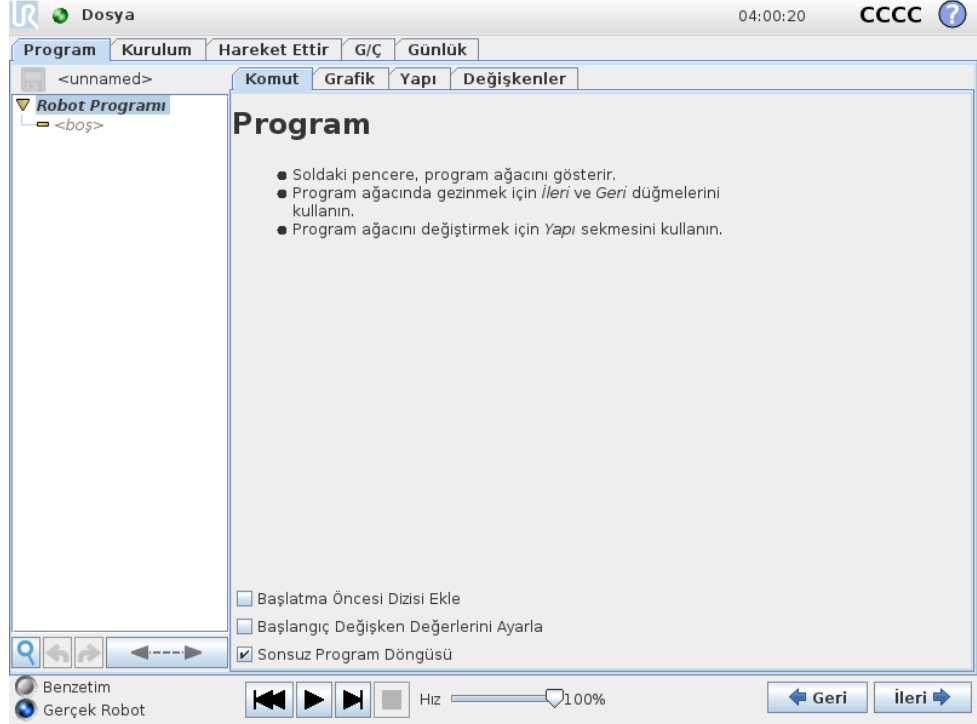 UR Dosya 04:00:20 CCCC ?
Program Kurulum Hareket Ettir G/Ç Günlük
<unnamed>
Komut Grafik Yapı Değişkenler
Robot Programı
<boş>
Program
Soldaki pencere, program ağacını gösterir.
Program ağacında gezinmek için İleri ve Geri düğmelerini
kullanın.
Program ağacını değiştirmek için Yapı sekmesini kullanın.
Başlatma Öncesi Dizisi Ekle
Başlangıç Değişken Değerlerini Ayarla
Sonsuz Program Döngüsü
Benzetim
Gerçek Robot
Hız 100%
Geri İleri